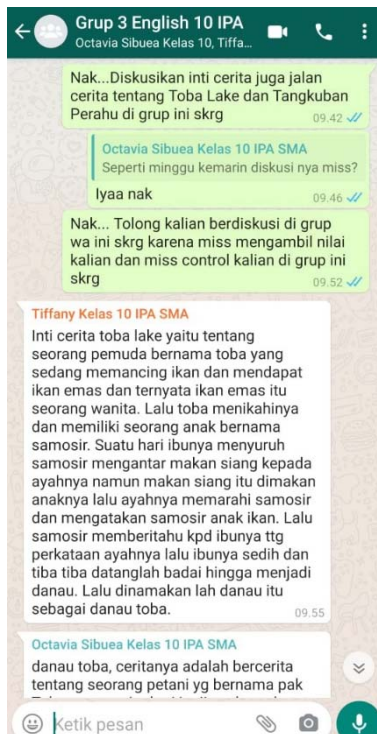 Grup 3 English 10 IPA
Octavia Sibuea Kelas 10, Tiffa...
Nak...Diskusikan inti cerita juga jalan
cerita tentang Toba Lake dan Tangkuban
Perahu di grup ini skrg
09.42
Octavia Sibuea Kelas 10 IPA SMA
Seperti minggu kemarin diskusi nya miss?
Iyaa nak
09.46
Nak... Tolong kalian berdiskusi di grup
wa ini skrg karena miss mengambil nilai
kalian dan miss control kalian di grup ini
skrg
09.52
Tiffany Kelas 10 IPA SMA
Inti cerita toba lake yaitu tentang
seorang pemuda bernama toba yang
sedang memancing ikan dan mendapat
ikan emas dan ternyata ikan emas itu
seorang wanita. Lalu toba menikahinya
dan memiliki seorang anak bernama
samosir. Suatu hari ibunya menyuruh
samosir mengantar makan siang kepada
ayahnya namun makan siang itu dimakan
anaknya lalu ayahnya memarahi samosir
dan mengatakan samosir anak ikan. Lalu
samosir memberitahu kpd ibunya ttg
perkataan ayahnya lalu ibunya sedih dan
tiba tiba datanglah badai hingga menjadi
danau. Lalu dinamakan lah danau itu
sebagai danau toba.
09.55
Octavia Sibuea Kelas 10 IPA SMA
danau toba, ceritanya adalah bercerita
tentang seorang petani yg bernama pak
Ketik pesan